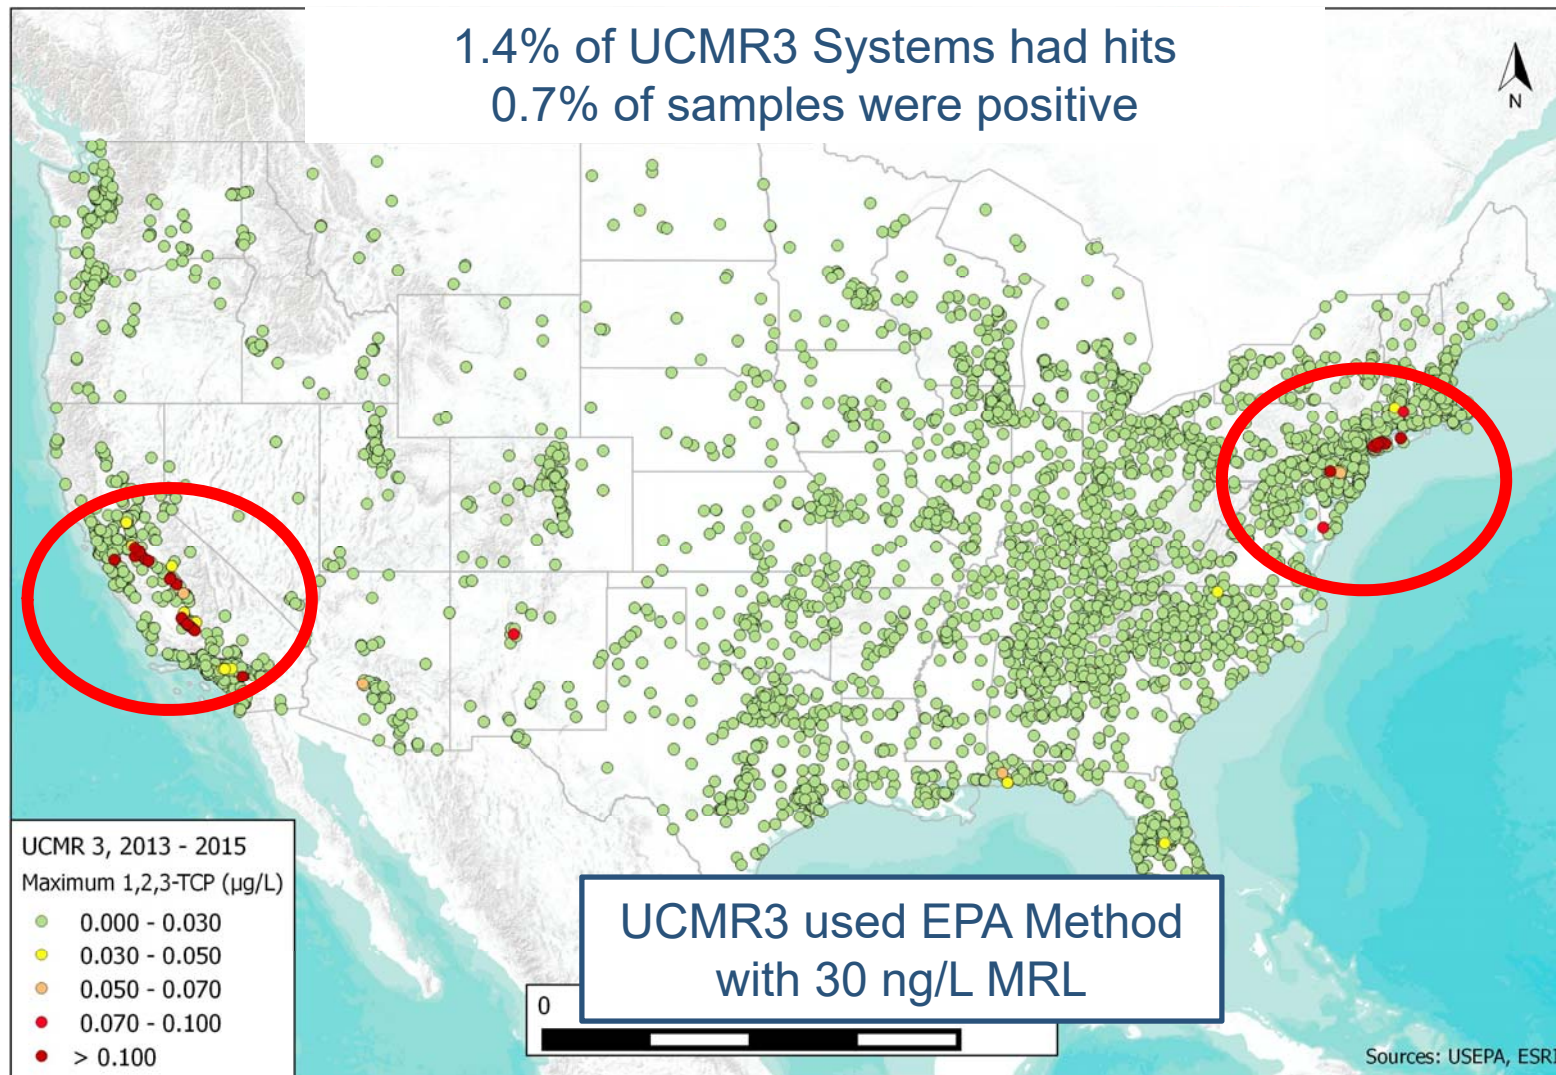 1.4% of UCMR3 Systems had hits
0.7% of samples were positive
N
UCMR 3, 2013 - 2015
Maximum 1,2,3-TCP (µg/L)
0.000 - 0.030
0.030 - 0.050
0.050 - 0.070
0.070 - 0.100
> 0.100
UCMR3 used EPA Method
with 30 ng/L MRL
0
Sources: USEPA, ESRI